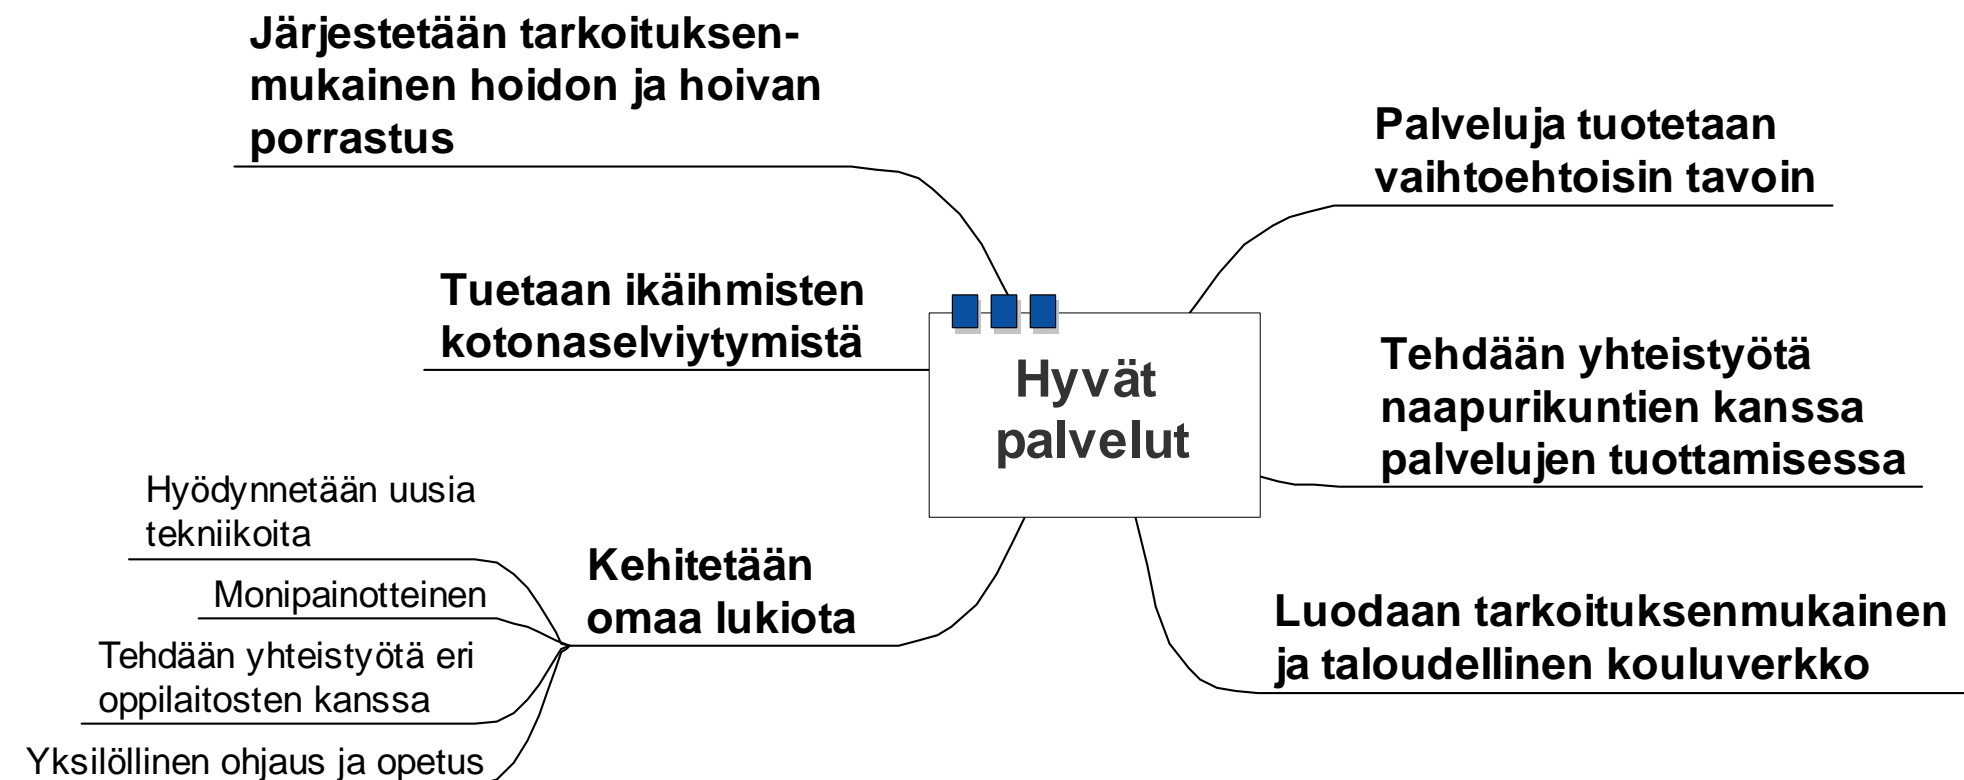 Järjestetään tarkoituksen-
mukainen hoidon ja hoivan
porrastus
Palveluja tuotetaan
vaihtoehtoisin tavoin
Tuetaan ikäihmisten
kotonaselviytymistä
Hyvät
palvelut
Tehdään yhteistyötä
naapurikuntien kanssa
palvelujen tuottamisessa
Hyödynnetään uusia
tekniikoita
Monipainotteinen
Tehdään yhteistyötä eri
oppilaitosten kanssa
Yksilöllinen ohjaus ja opetus
Kehitetään
omaa lukiota
Luodaan tarkoituksenmukainen
ja taloudellinen kouluverkko